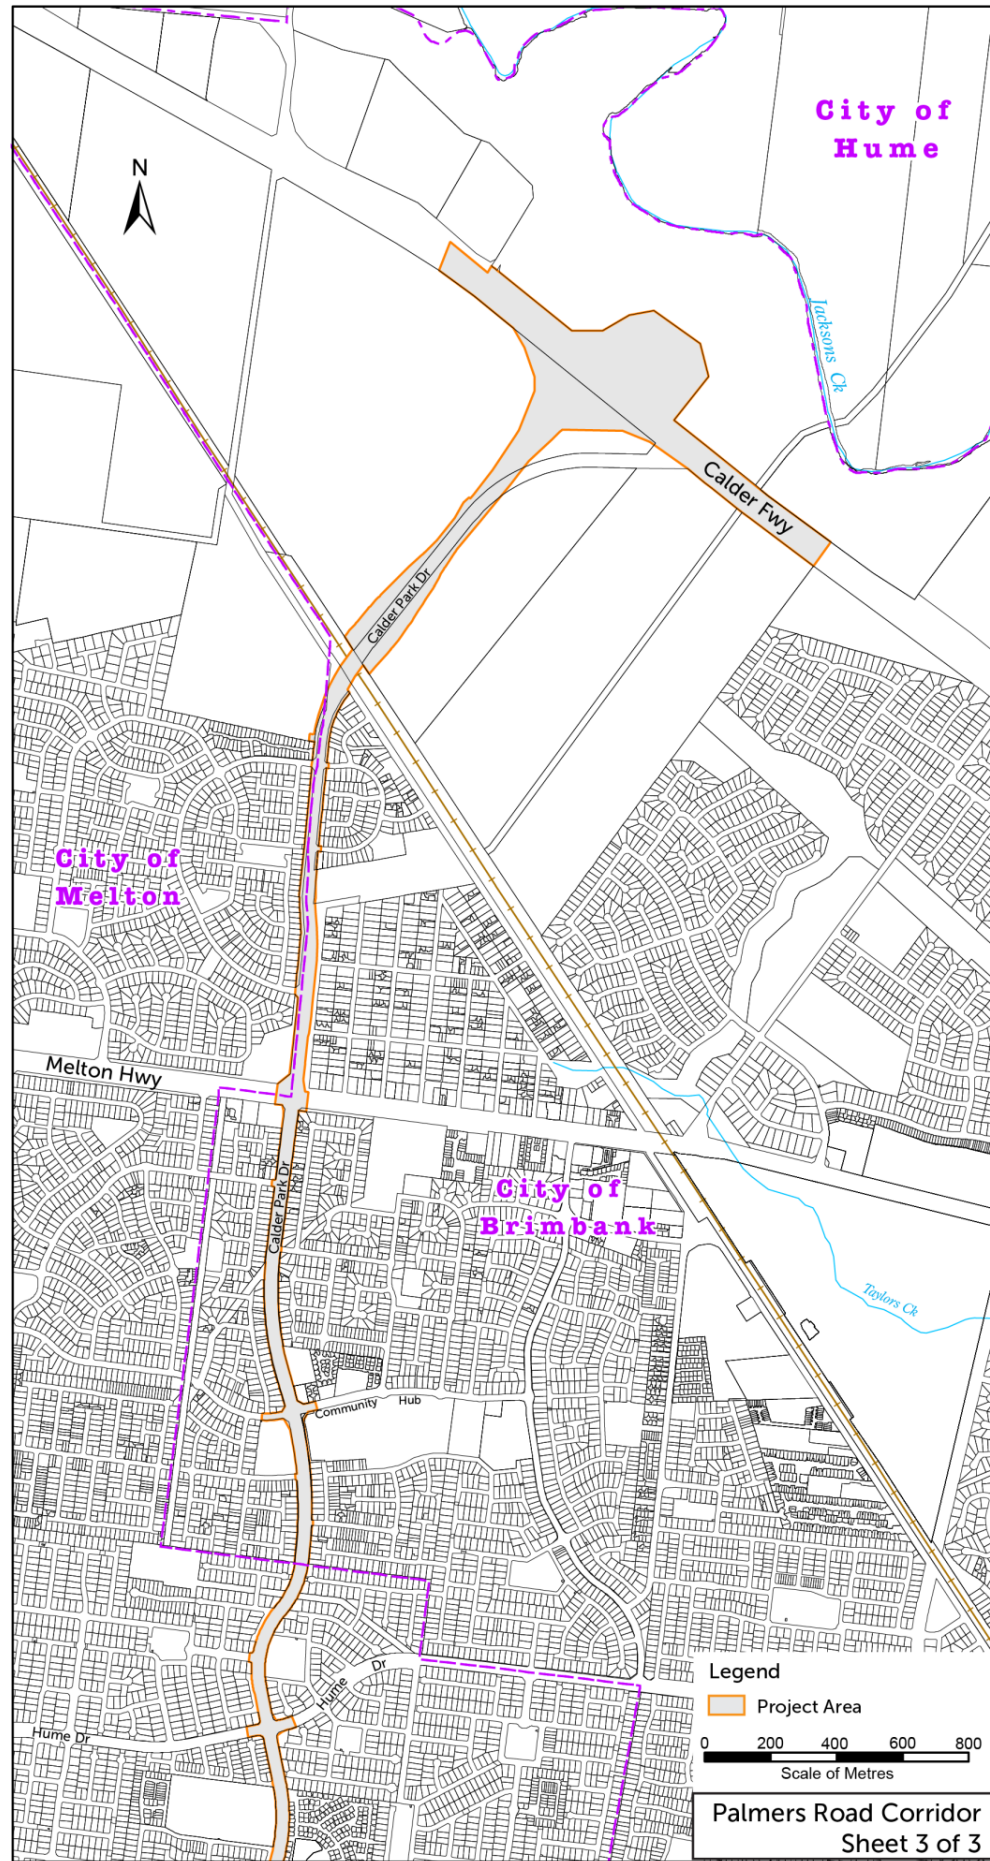 City of
Hume
N
Jacksons Ck
Calder Fwy
Calder Park Dr
City of
Melton
Melton Hwy
City of
Brimbank
Calder Park Dr
Taylors Ck
Community Hub
Hume Dr
Hume Dr
Legend
Project Area
0 200 400 600 800
Scale of Metres
Palmers Road Corridor
Sheet 3 of 3